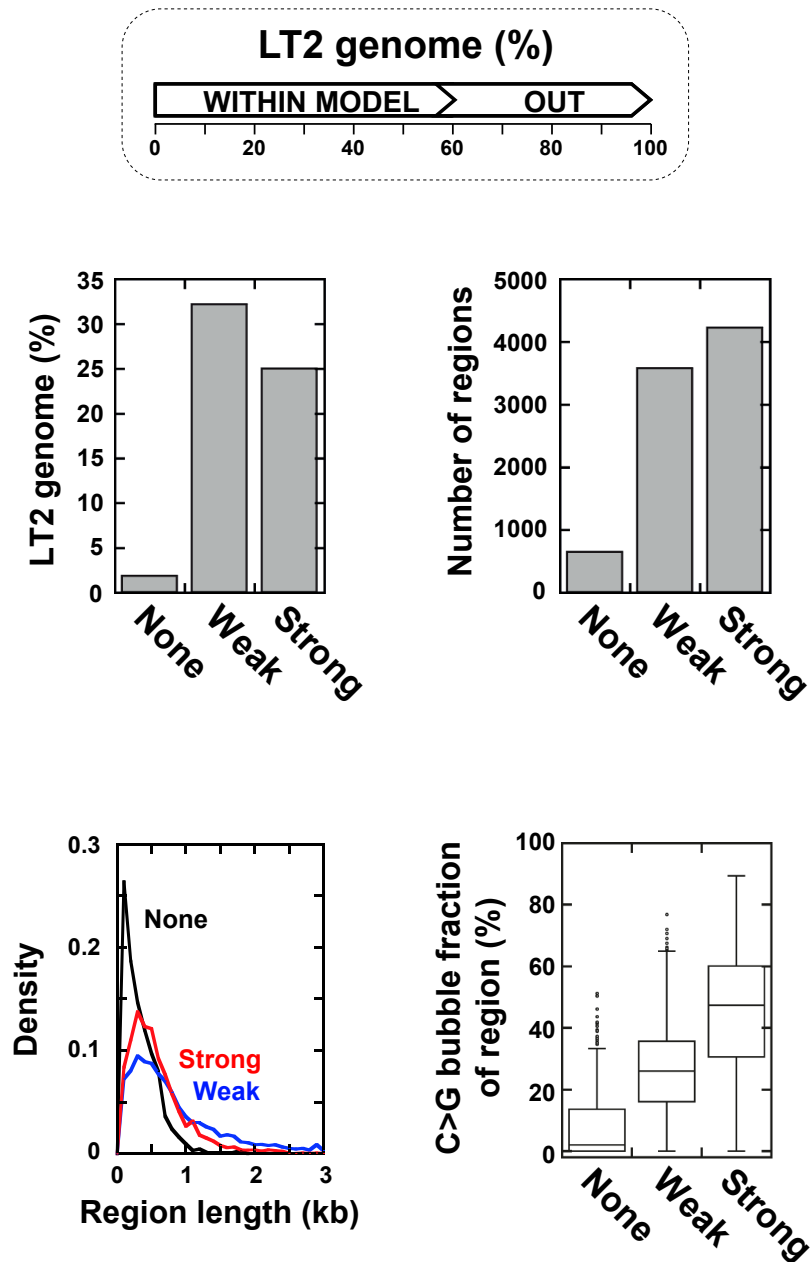 LT2 genome (%)
WITHIN MODEL OUT
0 20 40 60 80 100
LT2 genome (%)
35
30
25
20
15
10
5
0
None Weak Strong
Number of regions
5000
4000
3000
2000
1000
0
None Weak Strong
Density
0.3
0.2
0.1
0
None
Strong
Weak
0 1 2 3
Region length (kb)
C>G bubble fraction
of region (%)
100
80
60
40
20
0
None Weak Strong